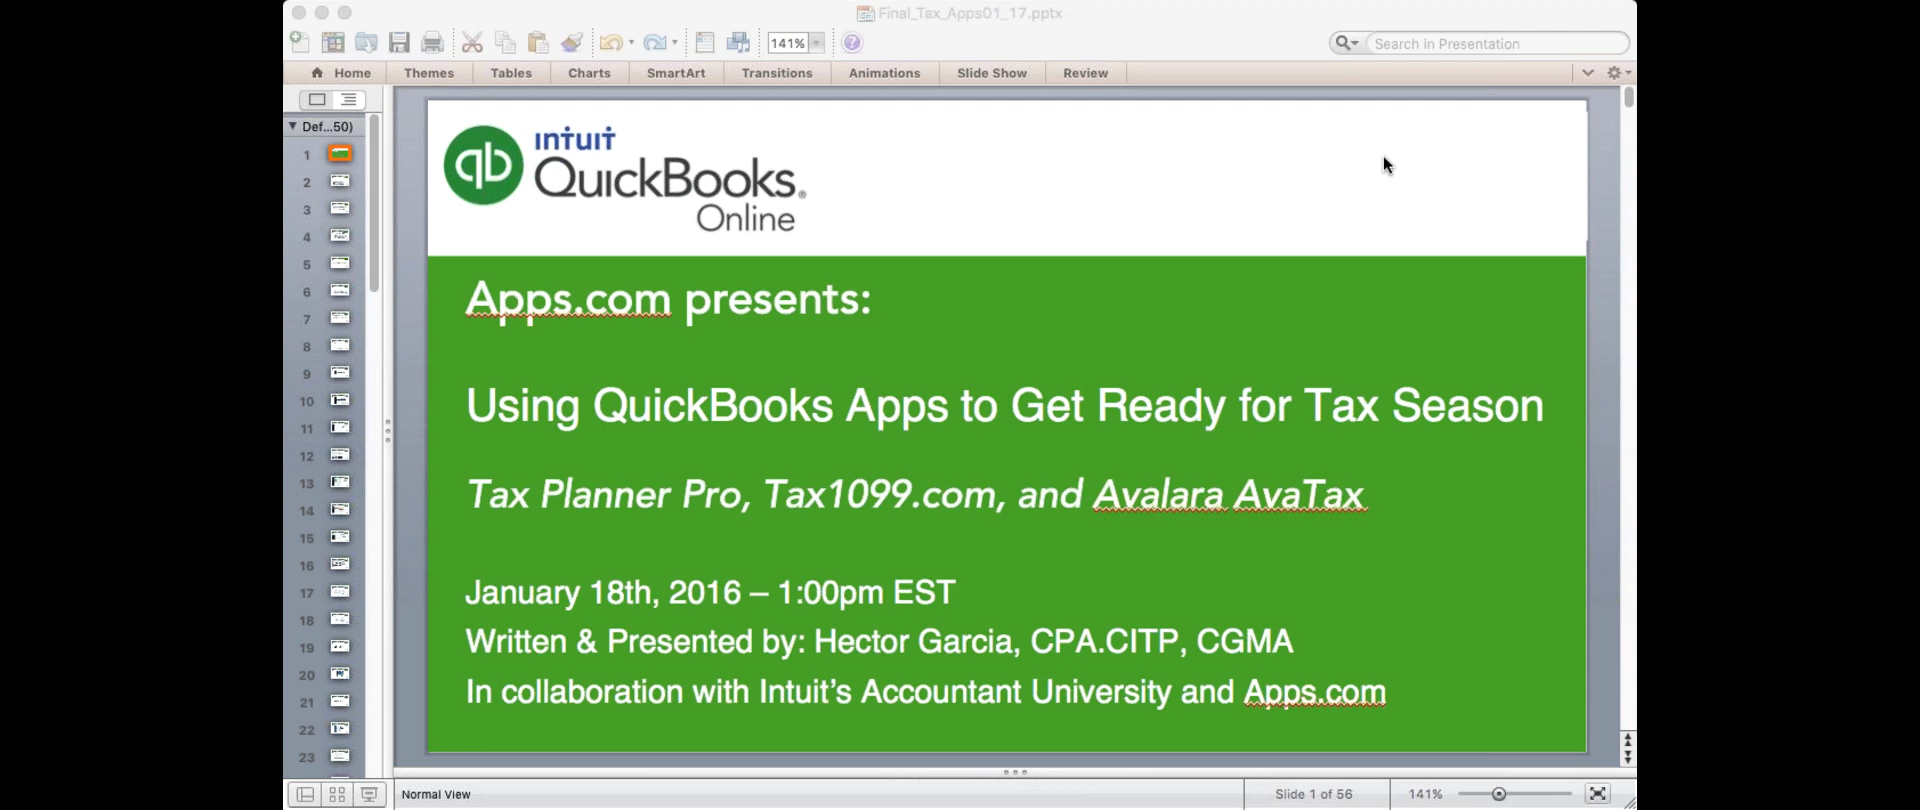 Final_Tax_Apps01_17.pptx
141%
Search in Presentation
Home Themes Tables Charts SmartArt Transitions Animations Slide Show Review
Def...50)
1
2
3
4
5
6
7
8
9
10
11
12
13
14
15
16
17
18
19
20
21
22
23
qb
intuit
QuickBooks®
Online
Apps.com presents:
Using QuickBooks Apps to Get Ready for Tax Season
Tax Planner Pro, Tax1099.com, and Avalara AvaTax
January 18th, 2016 – 1:00pm EST
Written & Presented by: Hector Garcia, CPA.CITP, CGMA
In collaboration with Intuit’s Accountant University and Apps.com
Normal View
Slide 1 of 56
141%